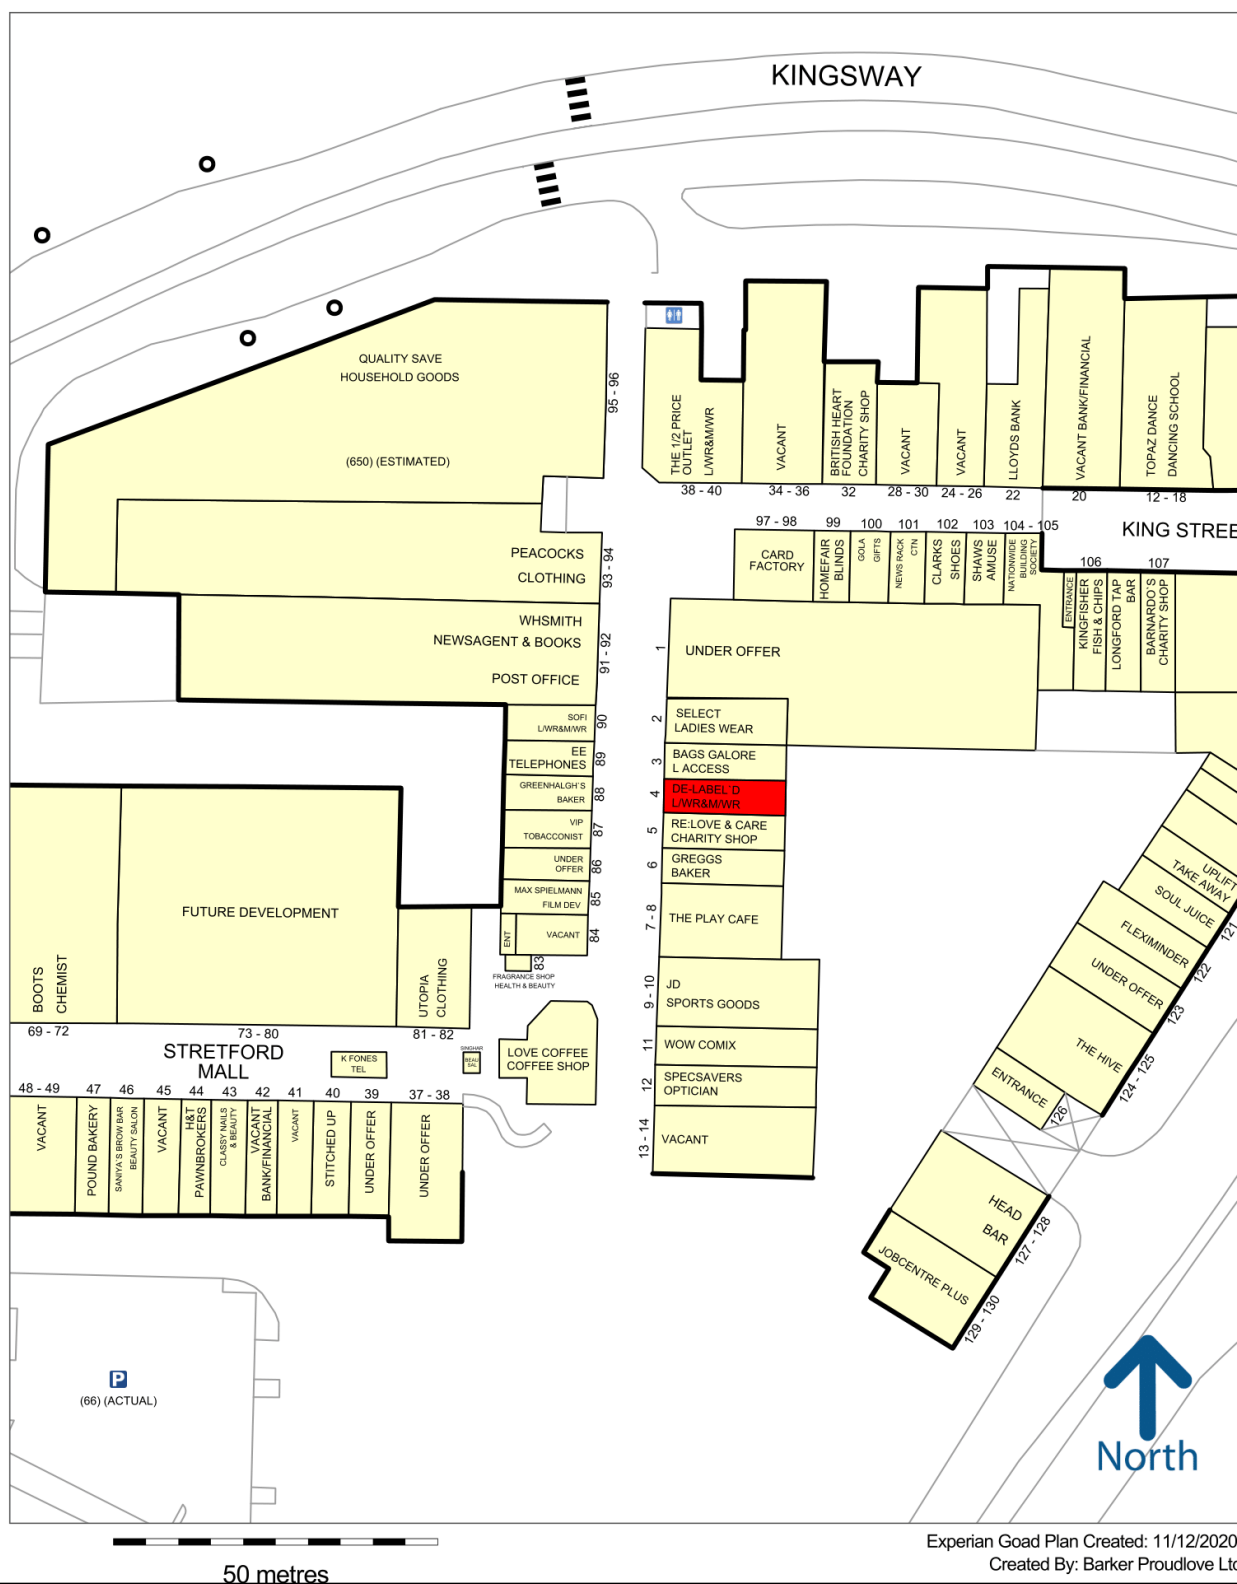 KINGSWAY
QUALITY SAVE
HOUSEHOLD GOODS
(650) (ESTIMATED)
95 - 96
THE 1/2 PRICE
OUTLET
L/WR&M/WR
38 - 40
VACANT
34 - 36
BRITISH HEART
FOUNDATION
CHARITY SHOP
32
VACANT
28 - 30
VACANT
24 - 26
LLOYDS BANK
22
VACANT BANK/FINANCIAL
20
TOPAZ DANCE
DANCING SCHOOL
12 - 18
KING STREE
PEACOCKS
CLOTHING
93 - 94
97 - 98
CARD
FACTORY
99
HOMEFAIR
BLINDS
100
GOLA
GIFTS
101
NEWS RACK
CTN
102
CLARKS
SHOES
103
SHAWS
AMUSE
104 - 105
NATIONWIDE
BUILDING
SOCIETY
ENTRANCE
106
KINGFISHER
FISH & CHIPS
LONGFORD TAP
BAR
107
BARNARDO'S
CHARITY SHOP
WHSMITH
NEWSAGENT & BOOKS
POST OFFICE
91 - 92
1
UNDER OFFER
SOFI
L/WR&M/WR
90
2
SELECT
LADIES WEAR
EE
TELEPHONES
89
3
BAGS GALORE
L ACCESS
GREENHALGH'S
BAKER
88
4
DE-LABEL`D
L/WR&M/WR
VIP
TOBACCONIST
87
5
RE:LOVE & CARE
CHARITY SHOP
UNDER
OFFER
86
6
GREGGS
BAKER
MAX SPIELMANN
FILM DEV
85
7 - 8
THE PLAY CAFE
ENT
VACANT
84
83
FRAGRANCE SHOP
HEALTH & BEAUTY
BOOTS
CHEMIST
69 - 72
FUTURE DEVELOPMENT
73 - 80
UTOPIA
CLOTHING
81 - 82
9 - 10
JD
SPORTS GOODS
11
WOW COMIX
12
SPECSAVERS
OPTICIAN
13 - 14
VACANT
STRETFORD
MALL
K FONES
TEL
SINGHAR
BEAU
SAL
LOVE COFFEE
COFFEE SHOP
48 - 49
VACANT
47
POUND BAKERY
46
SANIYA`S BROW BAR
BEAUTY SALON
45
VACANT
44
H&T
PAWNBROKERS
43
CLASSY NAILS
& BEAUTY
42
VACANT
BANK/FINANCIAL
41
VACANT
40
STITCHED UP
39
UNDER OFFER
37 - 38
UNDER OFFER
UPLIFT
TAKE AWAY
SOUL JUICE
121
FLEXIMINDER
122
UNDER OFFER
123
THE HIVE
124 - 125
ENTRANCE
126
HEAD
BAR
127 - 128
JOBCENTRE PLUS
129 - 130
P
(66) (ACTUAL)
North
50 metres
Experian Goad Plan Created: 11/12/2020
Created By: Barker Proudlove Ltd